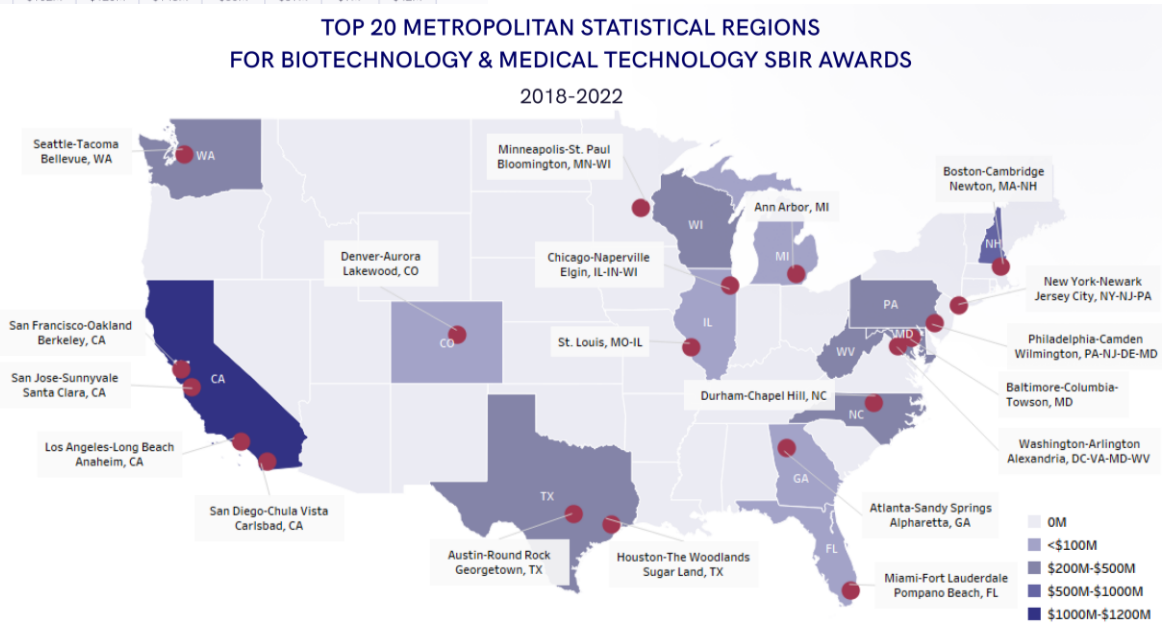 TOP 20 METROPOLITAN STATISTICAL REGIONS
FOR BIOTECHNOLOGY & MEDICAL TECHNOLOGY SBIR AWARDS
2018-2022
Seattle-Tacoma
Bellevue, WA
WA
Minneapolis-St. Paul
Bloomington, MN-WI
WI
Ann Arbor, MI
MI
Boston-Cambridge
Newton, MA-NH
NH
Denver-Aurora
Lakewood, CO
CO
Chicago-Naperville
Elgin, IL-IN-WI
IL
New York-Newark
Jersey City, NY-NJ-PA
PA
San Francisco-Oakland
Berkeley, CA
CA
St. Louis, MO-IL
MD
WV
Philadelphia-Camden
Wilmington, PA-NJ-DE-MD
San Jose-Sunnyvale
Santa Clara, CA
Durham-Chapel Hill, NC
NC
Baltimore-Columbia-
Towson, MD
Los Angeles-Long Beach
Anaheim, CA
Washington-Arlington
Alexandria, DC-VA-MD-WV
San Diego-Chula Vista
Carlsbad, CA
TX
GA
Atlanta-Sandy Springs
Alpharetta, GA
Austin-Round Rock
Georgetown, TX
Houston-The Woodlands
Sugar Land, TX
FL
Miami-Fort Lauderdale
Pompano Beach, FL
0M
<$100M
$200M-$500M
$500M-$1000M
$1000M-$1200M